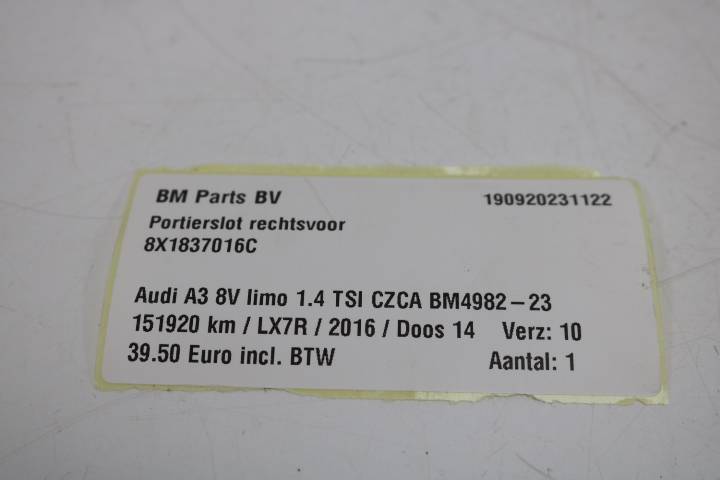 BM Parts BV 190920231122
Portierslot rechtsvoor
8X1837016C
Audi A3 8V limo 1.4 TSI CZCA BM4982-23
151920 km / LX7R / 2016 / Doos 14 Verz: 10
39.50 Euro incl. BTW Aantal: 1